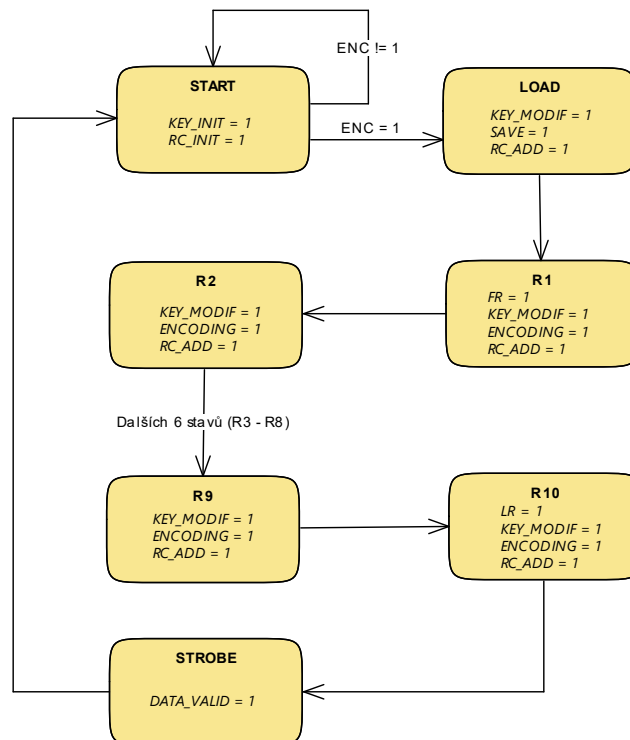 ENC != 1
START
KEY_INIT = 1
RC_INIT = 1
ENC = 1
LOAD
KEY_MODIF = 1
SAVE = 1
RC_ADD = 1
R2
KEY_MODIF = 1
ENCODING = 1
RC_ADD = 1
R1
FR = 1
KEY_MODIF = 1
ENCODING = 1
RC_ADD = 1
Dalších 6 stavů (R3 - R8)
R9
KEY_MODIF = 1
ENCODING = 1
RC_ADD = 1
R10
LR = 1
KEY_MODIF = 1
ENCODING = 1
RC_ADD = 1
STROBE
DATA_VALID = 1